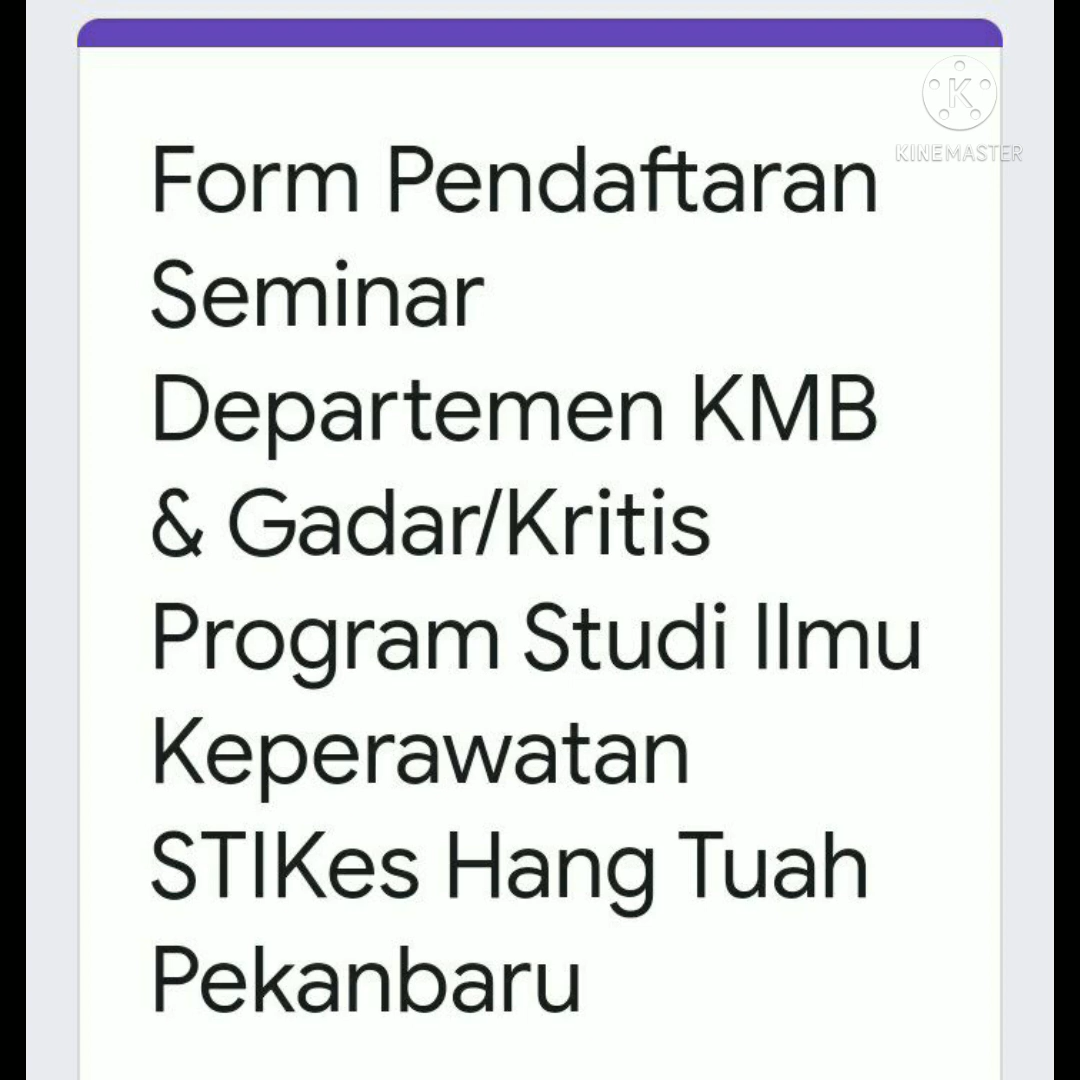 Form Pendaftaran
Seminar
Departemen KMB
& Gadar/Kritis
Program Studi Ilmu
Keperawatan
STIKes Hang Tuah
Pekanbaru
K
KINEMASTER